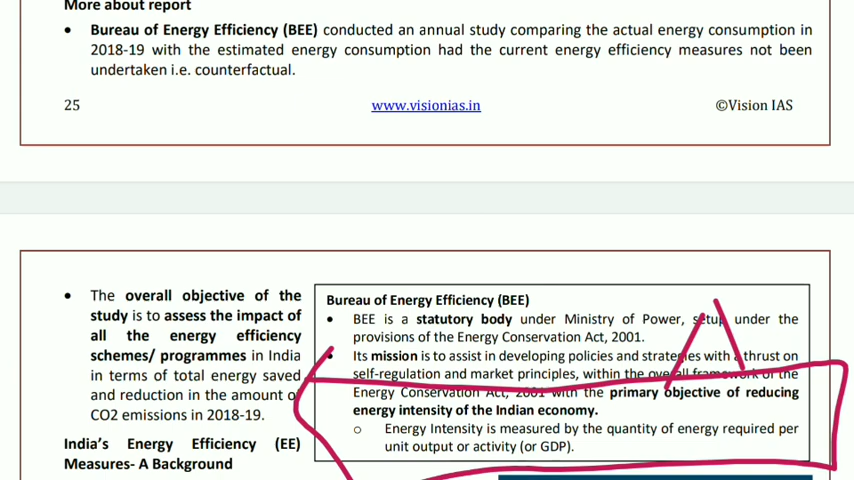 More about report
• Bureau of Energy Efficiency (BEE) conducted an annual study comparing the actual energy consumption in
2018-19 with the estimated energy consumption had the current energy efficiency measures not been
undertaken i.e. counterfactual.
25 www.visionias.in ©Vision IAS
• The overall objective of the
study is to assess the impact of
all the energy efficiency
schemes/ programmes in India
in terms of total energy saved
and reduction in the amount of
CO2 emissions in 2018-19.
India's Energy Efficiency (EE)
Measures- A Background
Bureau of Energy Efficiency (BEE)
• BEE is a statutory body under Ministry of Power, setup under the
provisions of the Energy Conservation Act, 2001.
• Its mission is to assist in developing policies and strategies with a thrust on
self-regulation and market principles, within the overall framework of the
Energy Conservation Act, 2001 with the primary objective of reducing
energy intensity of the Indian economy.
o Energy Intensity is measured by the quantity of energy required per
unit output or activity (or GDP).